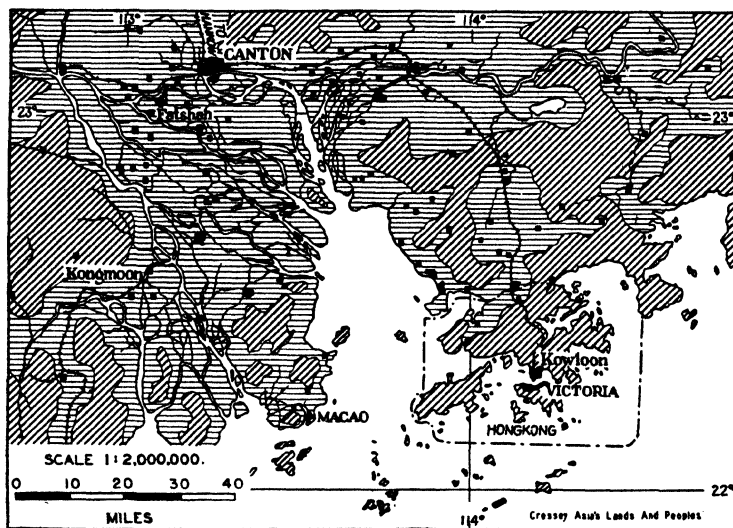 113°
114°
CANTON
23°
Fatshan
23°
Kongmoon
Kowloon
VICTORIA
MACAO
HONGKONG
SCALE 1:2,000,000.
0 10 20 30 40
MILES
22°
114°
Cressey Asia's Lands And Peoples